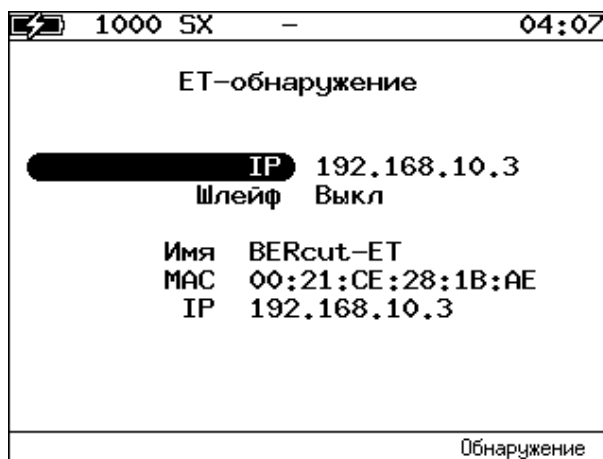 1000 SX – 04:07
ET-обнаружение
IP 192.168.10.3
Шлейф Выкл
Имя BERcut-ET
MAC 00:21:CE:28:1B:AE
IP 192.168.10.3
Обнаружение